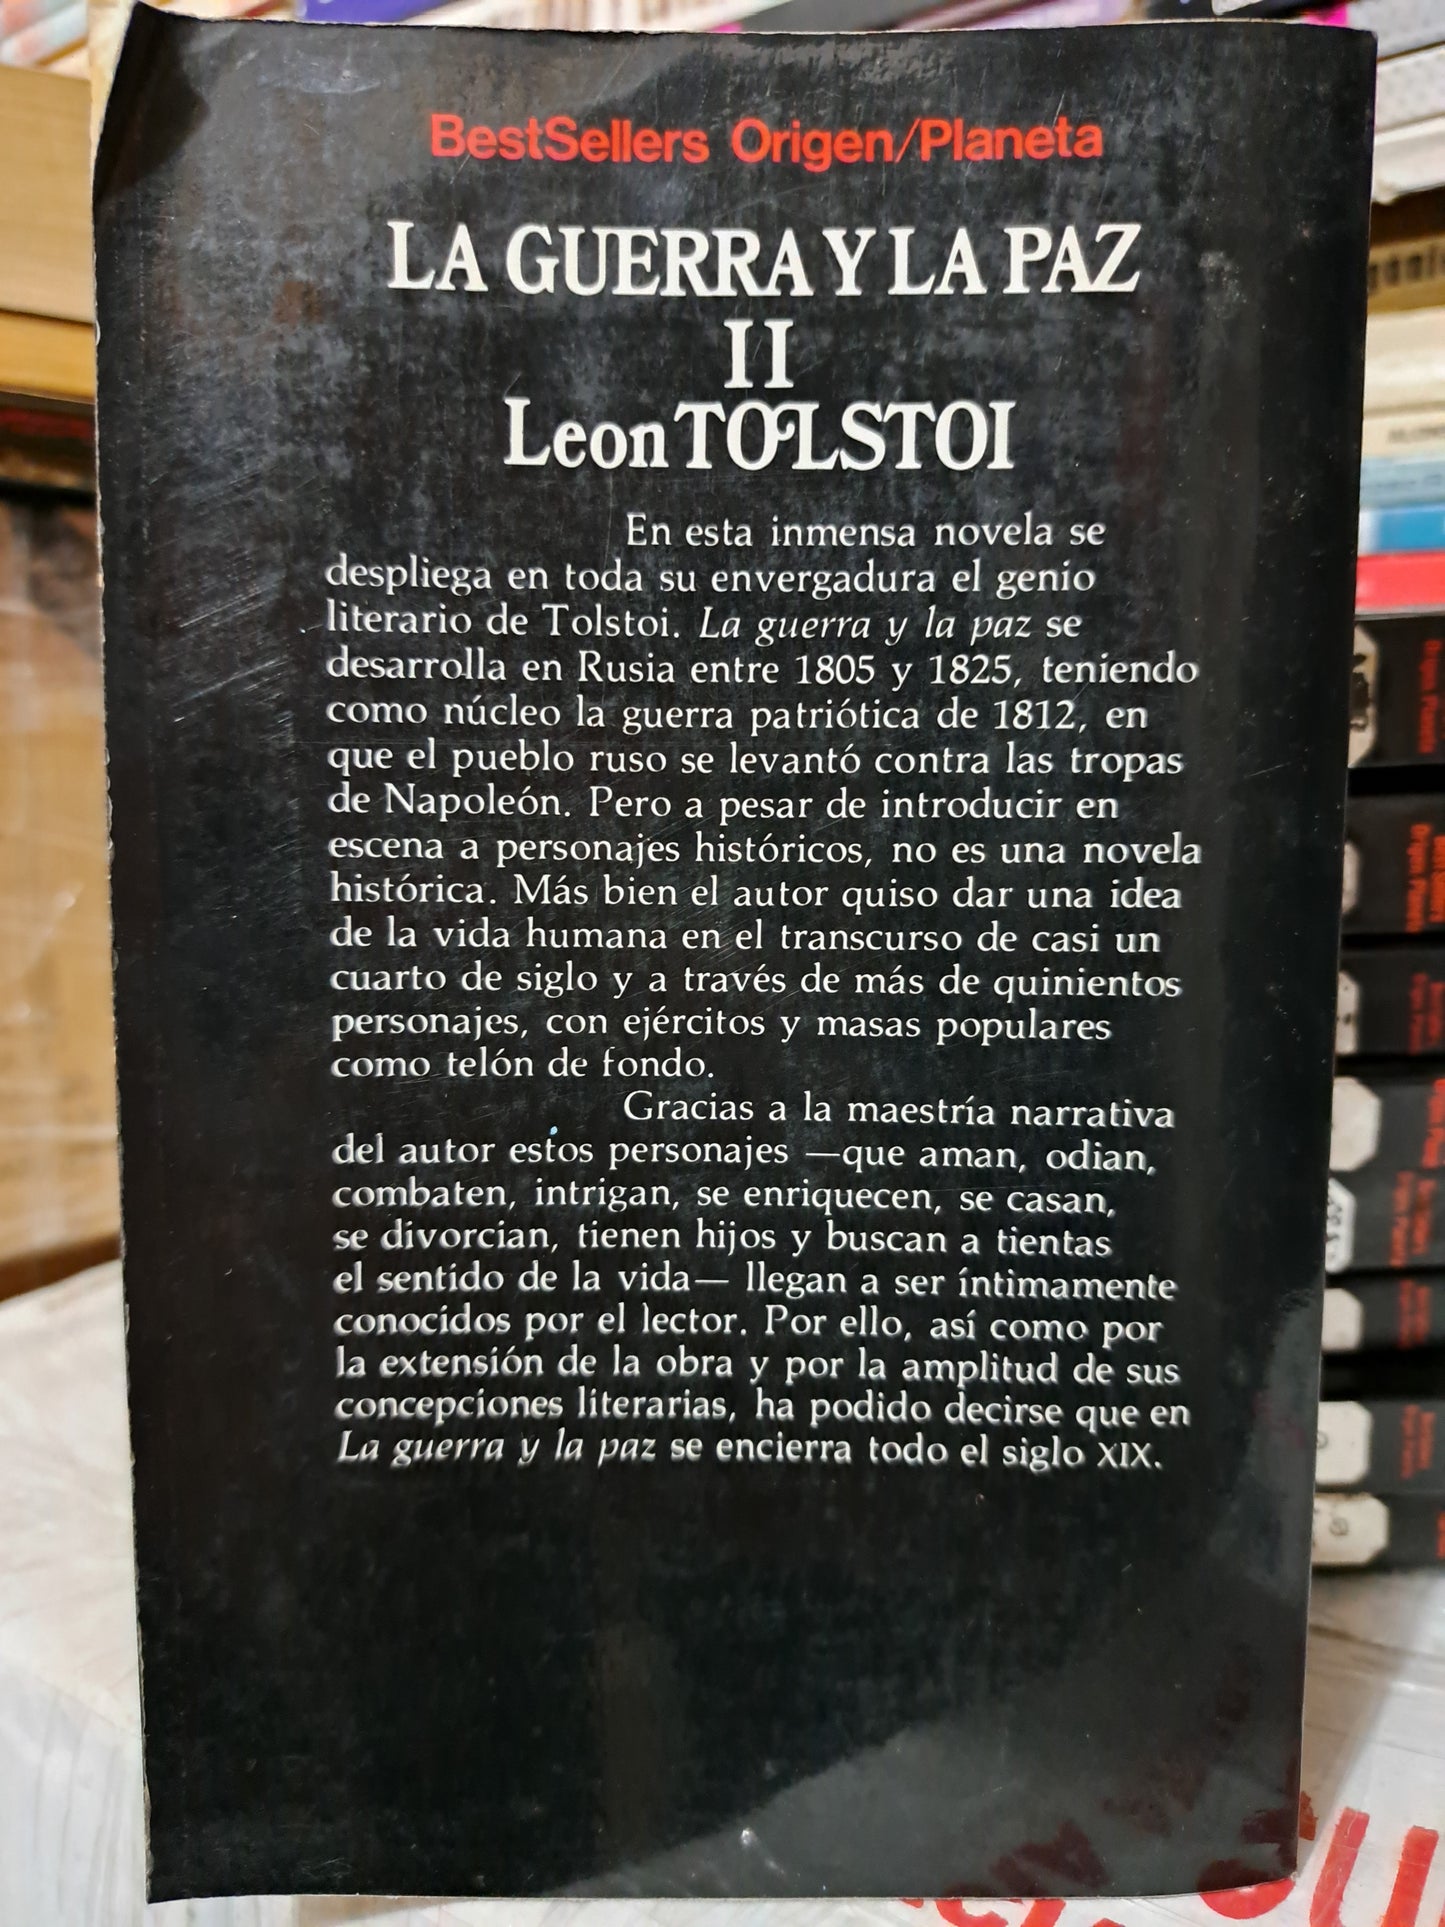 BestSellers Origen/Planeta
LA GUERRA Y LA PAZ
II
Leon TOLSTOI
En esta inmensa novela se
despliega en toda su envergadura el genio
literario de Tolstoi. La guerra y la paz se
desarrolla en Rusia entre 1805 y 1825, teniendo
como núcleo la guerra patriótica de 1812, en
que el pueblo ruso se levantó contra las tropas
de Napoleón. Pero a pesar de introducir en
escena a personajes históricos, no es una novela
histórica. Más bien el autor quiso dar una idea
de la vida humana en el transcurso de casi un
cuarto de siglo y a través de más de quinientos
personajes, con ejércitos y masas populares
como telón de fondo.
Gracias a la maestría narrativa
del autor estos personajes —que aman, odian,
combaten, intrigan, se enriquecen, se casan,
se divorcian, tienen hijos y buscan a tientas
el sentido de la vida— llegan a ser íntimamente
conocidos por el lector. Por ello, así como por
la extensión de la obra y por la amplitud de sus
concepciones literarias, ha podido decirse que en
La guerra y la paz se encierra todo el siglo XIX.